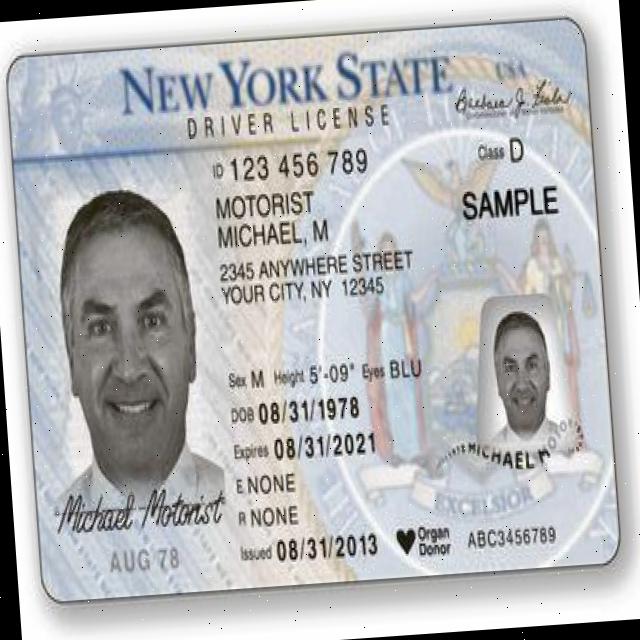 NEW YORK STATE
USA
DRIVER LICENSE
ID 123 456 789
Class D
MOTORIST
MICHAEL, M
SAMPLE
2345 ANYWHERE STREET
YOUR CITY, NY 12345
Sex M Height 5'-09" Eyes BLU
DOB 08/31/1978
Expires 08/31/2021
E NONE
R NONE
Issued 08/31/2013
Michael Motorist
AUG 78
MICHAEL M
EXCELSIOR
Organ
Donor
ABC3456789